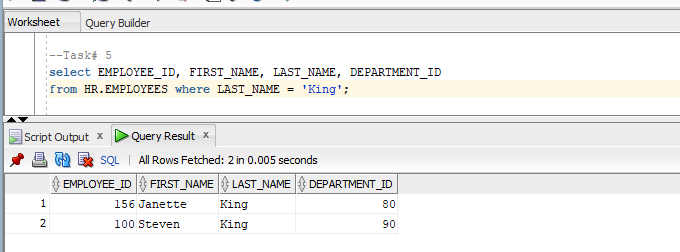 Worksheet Query Builder
--Task# 5
select EMPLOYEE_ID, FIRST_NAME, LAST_NAME, DEPARTMENT_ID
from HR.EMPLOYEES where LAST_NAME = 'King';
Script Output x Query Result x
SQL | All Rows Fetched: 2 in 0.005 seconds
EMPLOYEE_ID FIRST_NAME LAST_NAME DEPARTMENT_ID
1 156 Janette King 80
2 100 Steven King 90